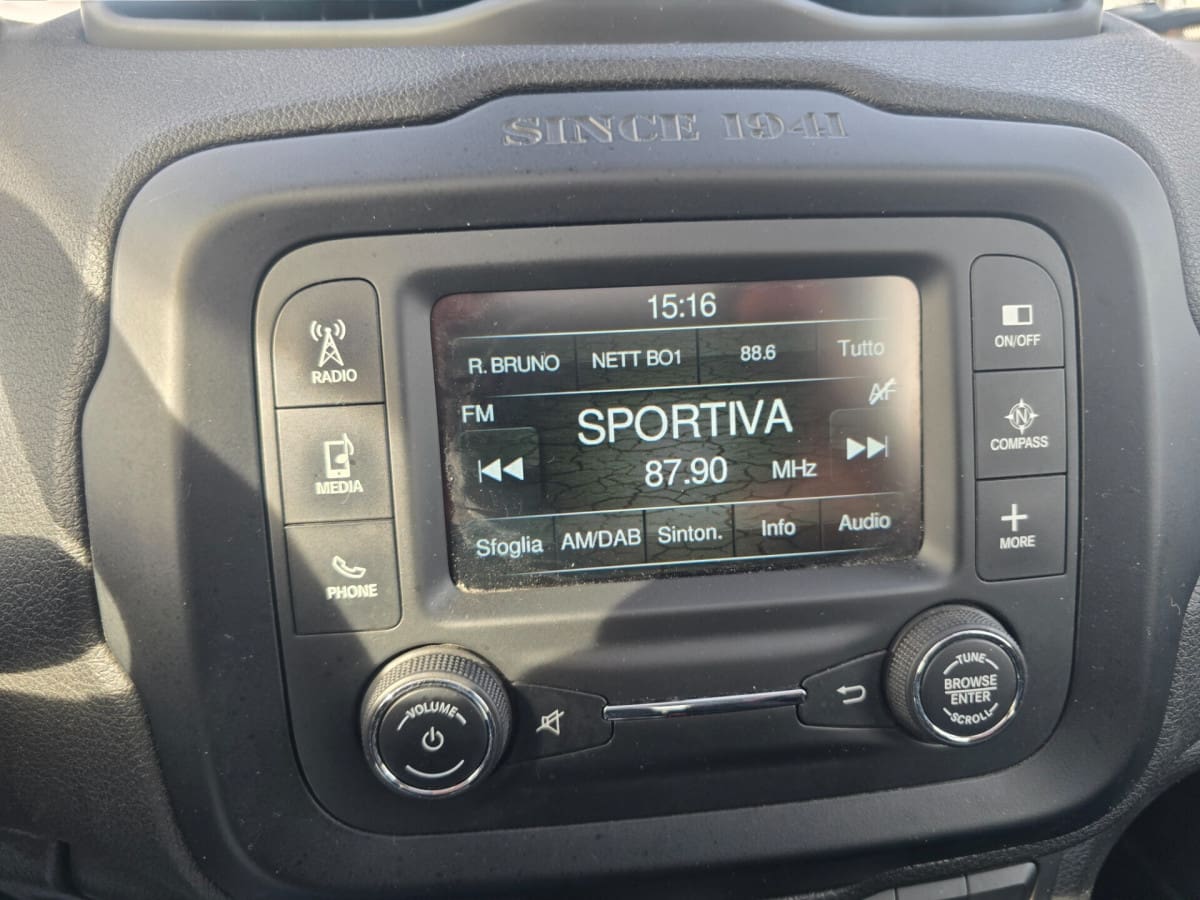 SINCE 1941
15:16
R. BRUNO NETT BO1 88.6 Tutto
FM AF
SPORTIVA
87.90 MHz
Sfoglia AM/DAB Sinton. Info Audio
RADIO
MEDIA
PHONE
ON/OFF
N
COMPASS
MORE
VOLUME
TUNE
BROWSE
ENTER
SCROLL